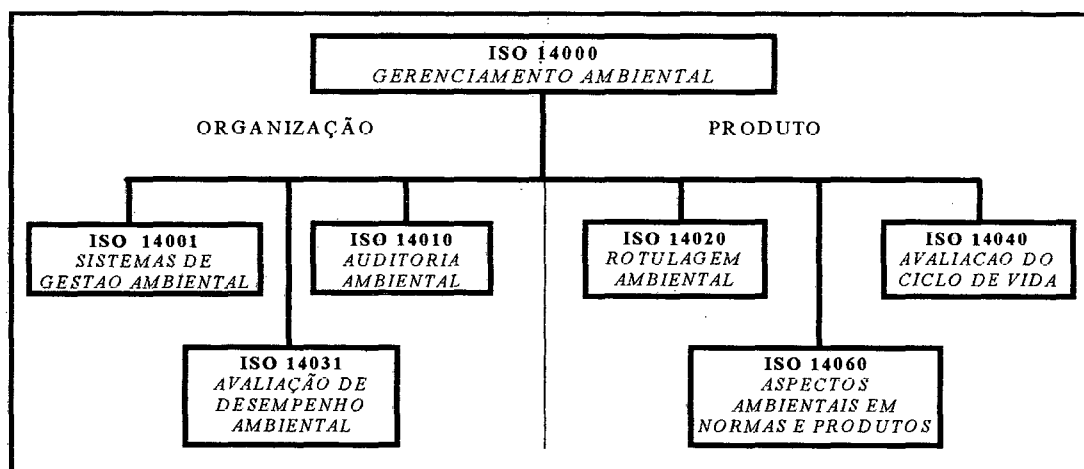 ISO 14000
GERENCIAMENTO AMBIENTAL
ORGANIZAÇÃO
PRODUTO
ISO 14001
SISTEMAS DE
GESTAO AMBIENTAL
ISO 14010
AUDITORIA
AMBIENTAL
ISO 14020
ROTULAGEM
AMBIENTAL
ISO 14040
AVALIACAO DO
CICLO DE VIDA
ISO 14031
AVALIAÇÃO DE
DESEMPENHO
AMBIENTAL
ISO 14060
ASPECTOS
AMBIENTAIS EM
NORMAS E PRODUTOS